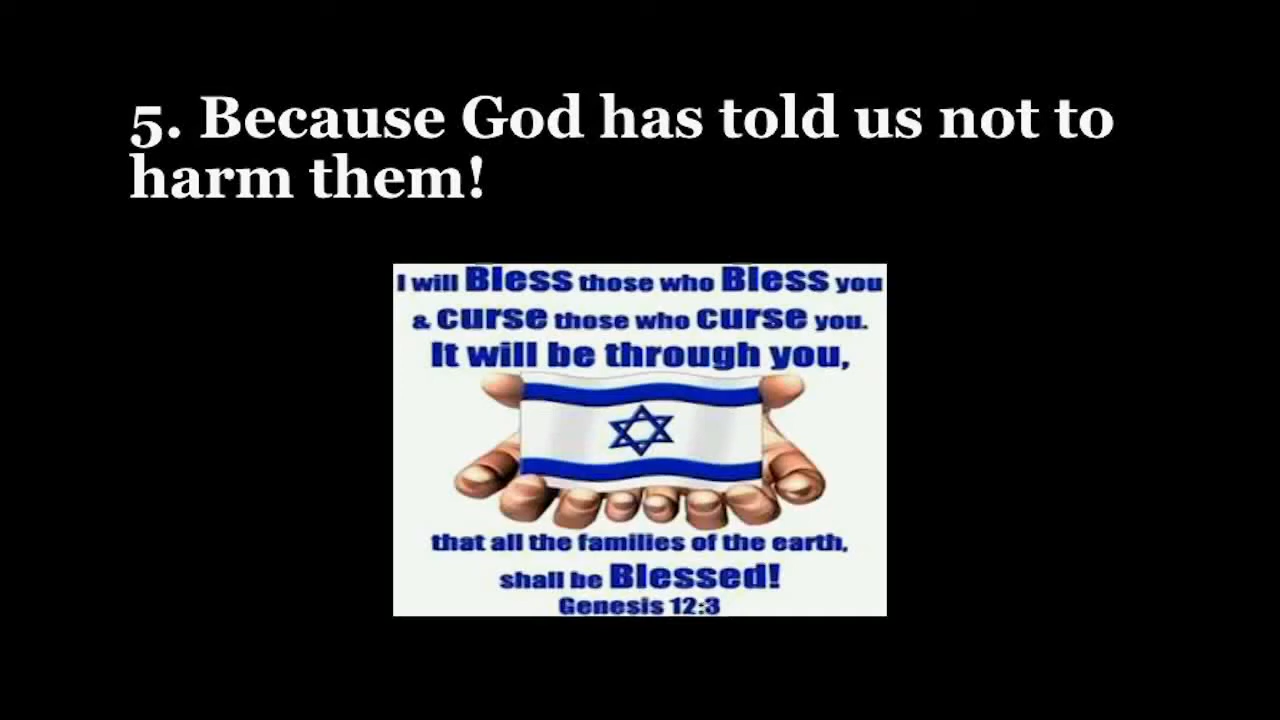 5. Because God has told us not to
harm them!
I will Bless those who Bless you
& curse those who curse you.
It will be through you,
that all the families of the earth,
shall be Blessed!
Genesis 12:3